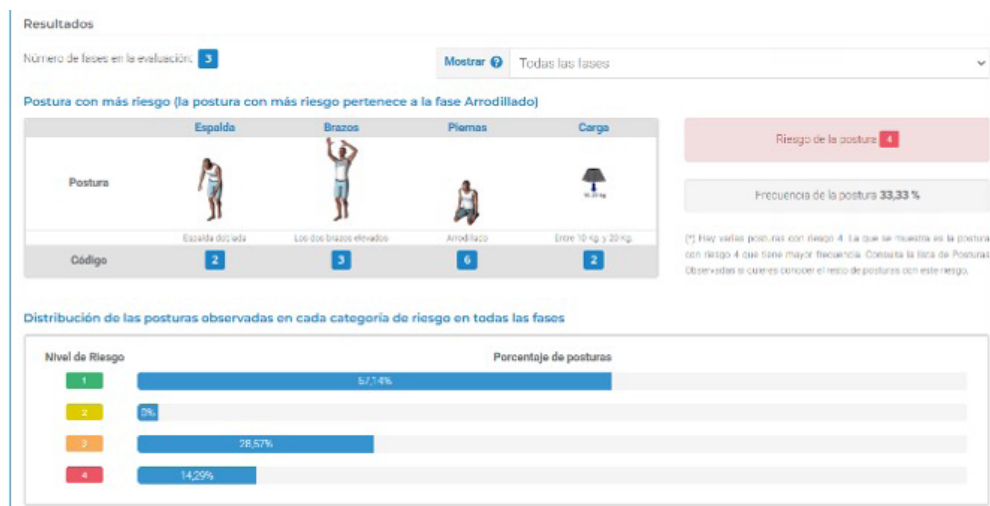 Resultados
Número de fases en la evaluación: 3
Mostrar ? Todas las fases
Postura con más riesgo (la postura con más riesgo pertenece a la fase Arrodillado)
Espalda Brazos Piernas Carga
Riesgo de la postura 4
Postura
Frecuencia de la postura 33,33 %
Espalda doblada Los dos brazos elevados Arrodillado Entre 10 Kg. y 20 Kg.
Código 2 3 6 2
(*) Hay varias posturas con riesgo 4. La que se muestra es la postura
con riesgo 4 que tiene mayor frecuencia. Consulta la lista de Posturas
Observadas si quieres conocer el resto de posturas con este riesgo.
Distribución de las posturas observadas en cada categoría de riesgo en todas las fases
Nivel de Riesgo Porcentaje de posturas
1 57,14%
2 0%
3 28,57%
4 14,29%